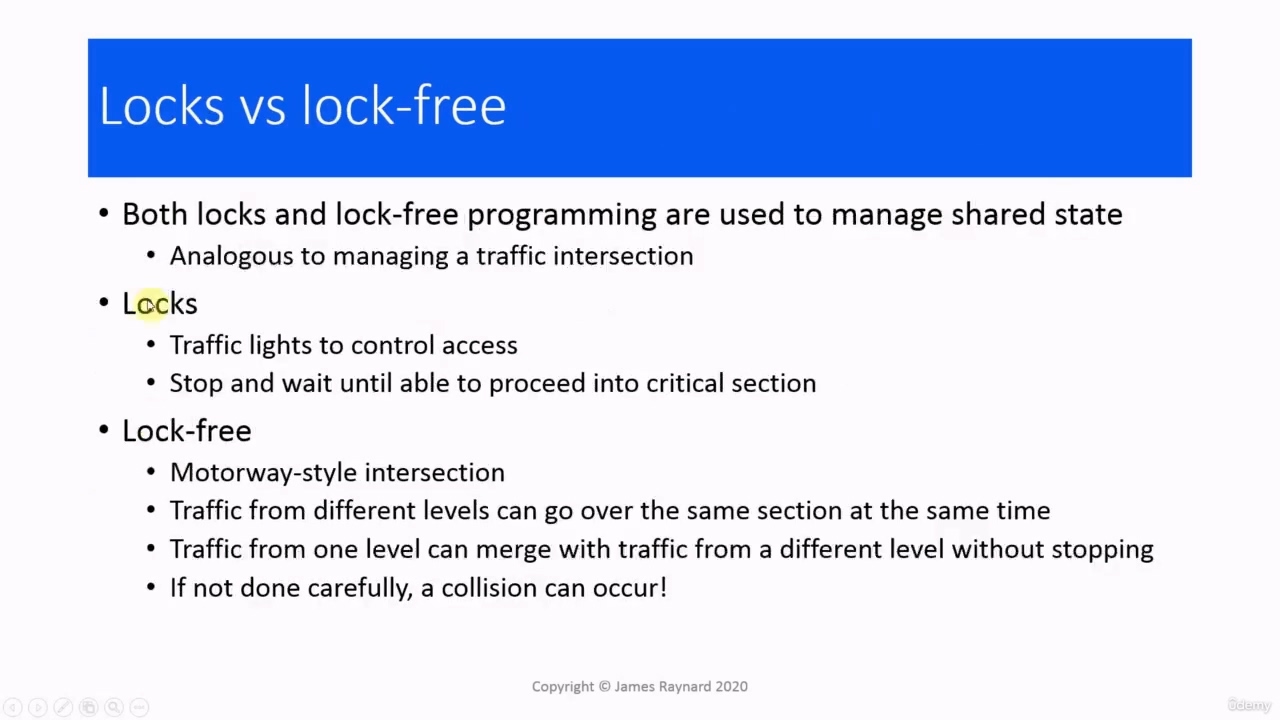 Locks vs lock-free
• Both locks and lock-free programming are used to manage shared state
• Analogous to managing a traffic intersection
• Locks
• Traffic lights to control access
• Stop and wait until able to proceed into critical section
• Lock-free
• Motorway-style intersection
• Traffic from different levels can go over the same section at the same time
• Traffic from one level can merge with traffic from a different level without stopping
• If not done carefully, a collision can occur!
Copyright © James Raynard 2020
ûdemy